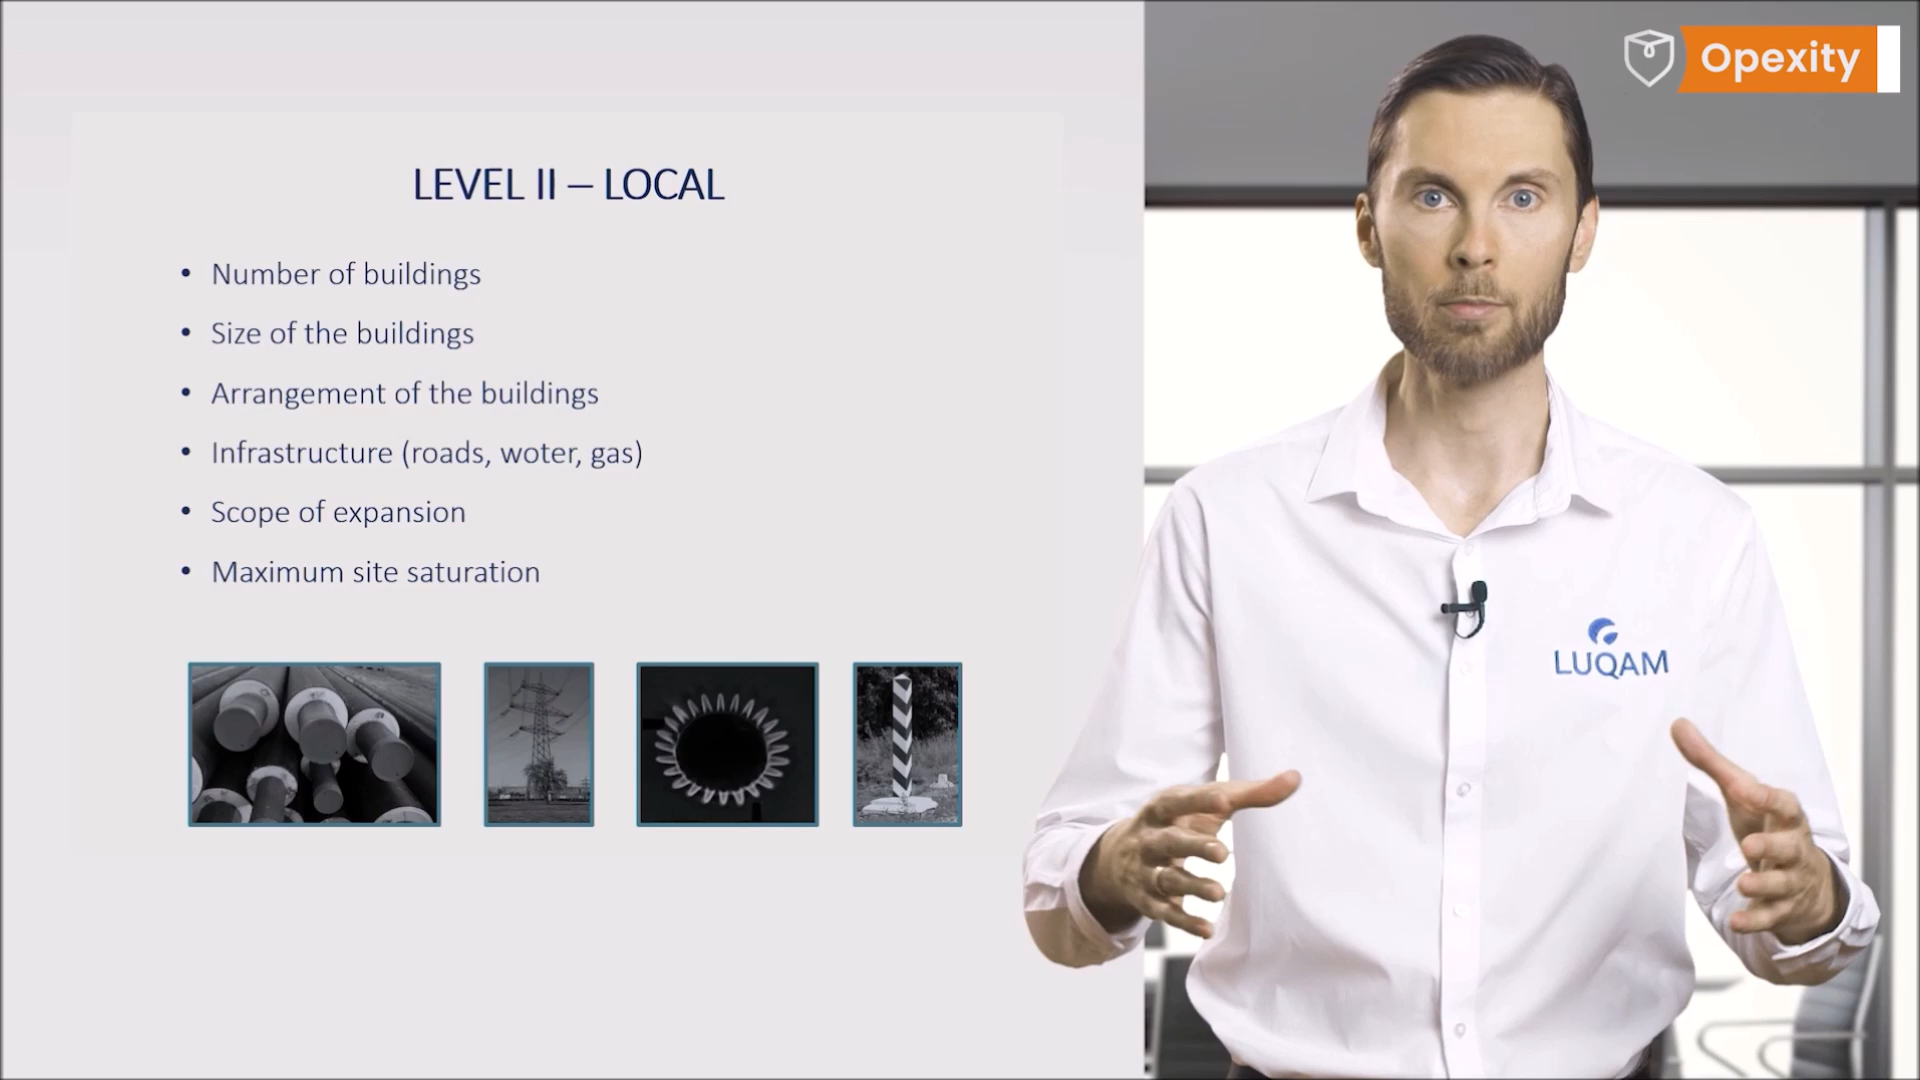 Opexity
LEVEL II – LOCAL
• Number of buildings
• Size of the buildings
• Arrangement of the buildings
• Infrastructure (roads, woter, gas)
• Scope of expansion
• Maximum site saturation
LUQAM